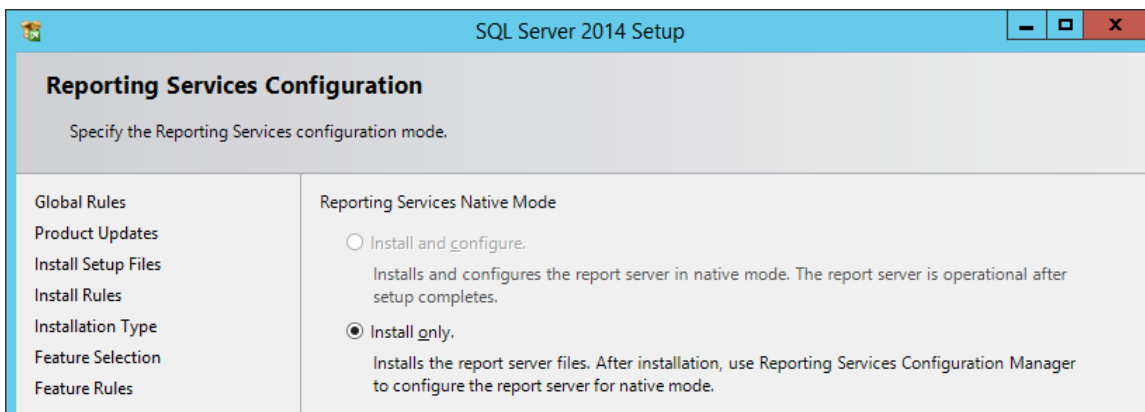 SQL Server 2014 Setup
Reporting Services Configuration
Specify the Reporting Services configuration mode.
Global Rules
Product Updates
Install Setup Files
Install Rules
Installation Type
Feature Selection
Feature Rules
Reporting Services Native Mode
Install and configure.
Installs and configures the report server in native mode. The report server is operational after
setup completes.
Install only.
Installs the report server files. After installation, use Reporting Services Configuration Manager
to configure the report server for native mode.